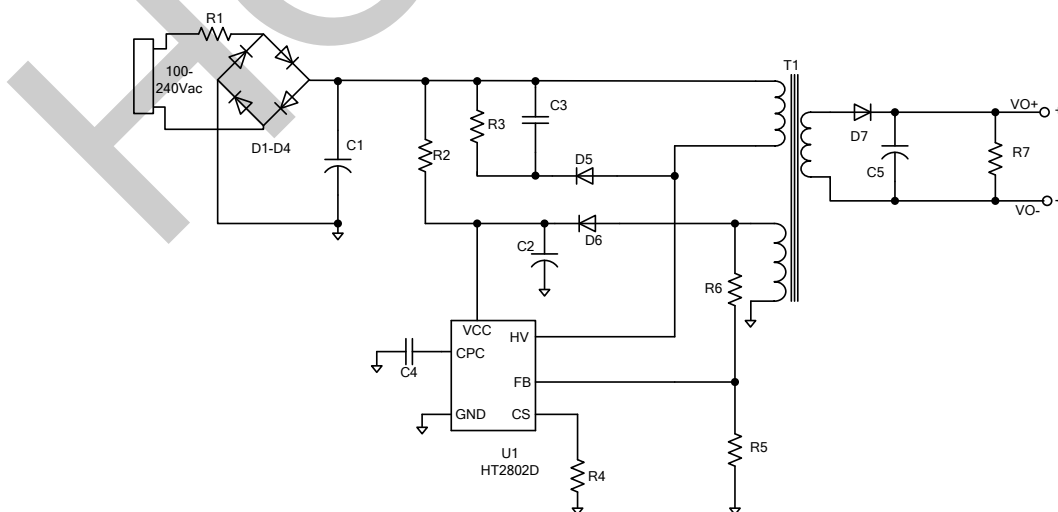 R1
T1
100-
240Vac
C3
VO+
+
R3
D7
D1-D4
C1
R2
D5
C5
R7
VO-
-
C2
D6
R6
VCC
HV
CPC
C4
FB
GND
CS
U1
HT2802D
R4
R5